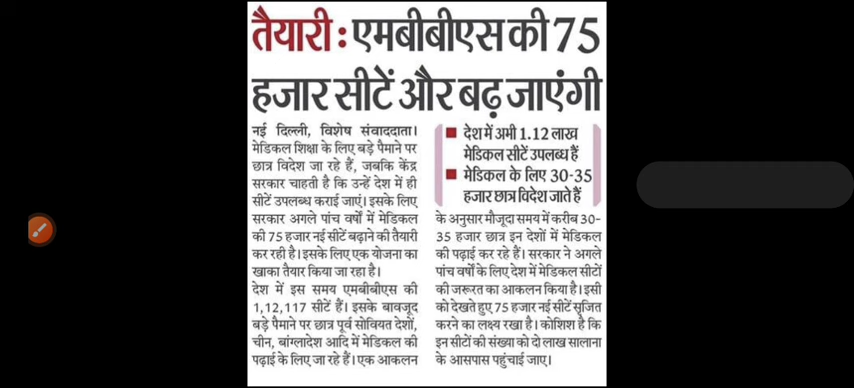 तैयारी : एमबीबीएस की 75
हजार सीटें और बढ़ जाएंगी
नई दिल्ली, विशेष संवाददाता।
मेडिकल शिक्षा के लिए बड़े पैमाने पर
छात्र विदेश जा रहे हैं, जबकि केंद्र
सरकार चाहती है कि उन्हें देश में ही
सीटें उपलब्ध कराई जाएं। इसके लिए
सरकार अगले पांच वर्षों में मेडिकल
की 75 हजार नई सीटें बढ़ाने की तैयारी
कर रही है। इसके लिए एक योजना का
खाका तैयार किया जा रहा है।
देश में इस समय एमबीबीएस की
1,12,117 सीटें हैं। इसके बावजूद
बड़े पैमाने पर छात्र पूर्व सोवियत देशों,
चीन, बांग्लादेश आदि में मेडिकल की
पढ़ाई के लिए जा रहे हैं। एक आकलन
देश में अभी 1.12 लाख
मेडिकल सीटें उपलब्ध हैं
मेडिकल के लिए 30-35
हजार छात्र विदेश जाते हैं
के अनुसार मौजूदा समय में करीब 30-
35 हजार छात्र इन देशों में मेडिकल
की पढ़ाई कर रहे हैं। सरकार ने अगले
पांच वर्षों के लिए देश में मेडिकल सीटों
की जरूरत का आकलन किया है। इसी
को देखते हुए 75 हजार नई सीटें सृजित
करने का लक्ष्य रखा है। कोशिश है कि
इन सीटों की संख्या को दो लाख सालाना
के आसपास पहुंचाई जाए।